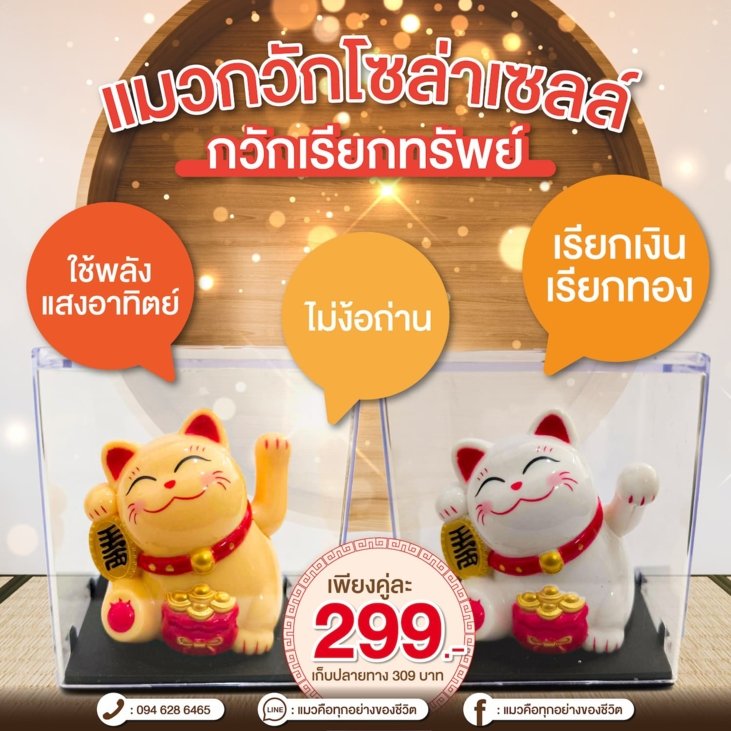 แมวกวักโซล่าเซลล์
กวักเรียกทรัพย์
ใช้พลัง
แสงอาทิตย์
ไม่ง้อถ่าน
เรียกเงิน
เรียกทอง
เพียงคู่ละ
299.-
เก็บปลายทาง 309 บาท
: 094 628 6465
LINE : แมวคือทุกอย่างของชีวิต
f : แมวคือทุกอย่างของชีวิต